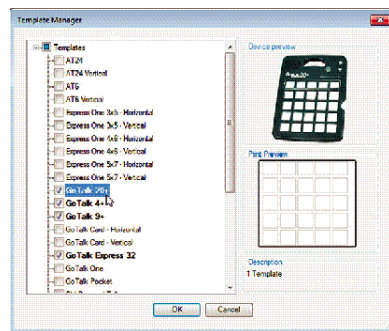 Template Manager
Templates
AT24
AT24 Vertical
AT6
AT6 Vertical
Express One 3x5 - Horizontal
Express One 3x5 - Vertical
Express One 4x6 - Horizontal
Express One 4x6 - Vertical
Express One 5x7 - Horizontal
Express One 5x7 - Vertical
GoTalk 20+
GoTalk 4+
GoTalk 9+
GoTalk Card - Horizontal
GoTalk Card - Vertical
GoTalk Express 32
GoTalk One
GoTalk Pocket
Device preview
Print Preview
Description
1 Template
OK
Cancel